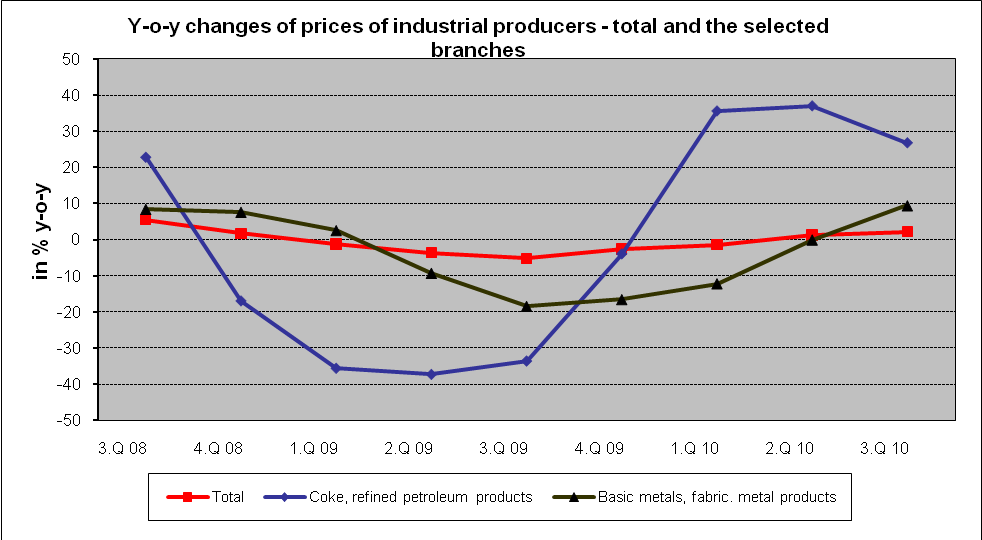 Y-o-y changes of prices of industrial producers - total and the selected
branches
in % y-o-y
50
40
30
20
10
0
-10
-20
-30
-40
-50
3.Q 08 4.Q 08 1.Q 09 2.Q 09 3.Q 09 4.Q 09 1.Q 10 2.Q 10 3.Q 10
Total Coke, refined petroleum products Basic metals, fabric. metal products